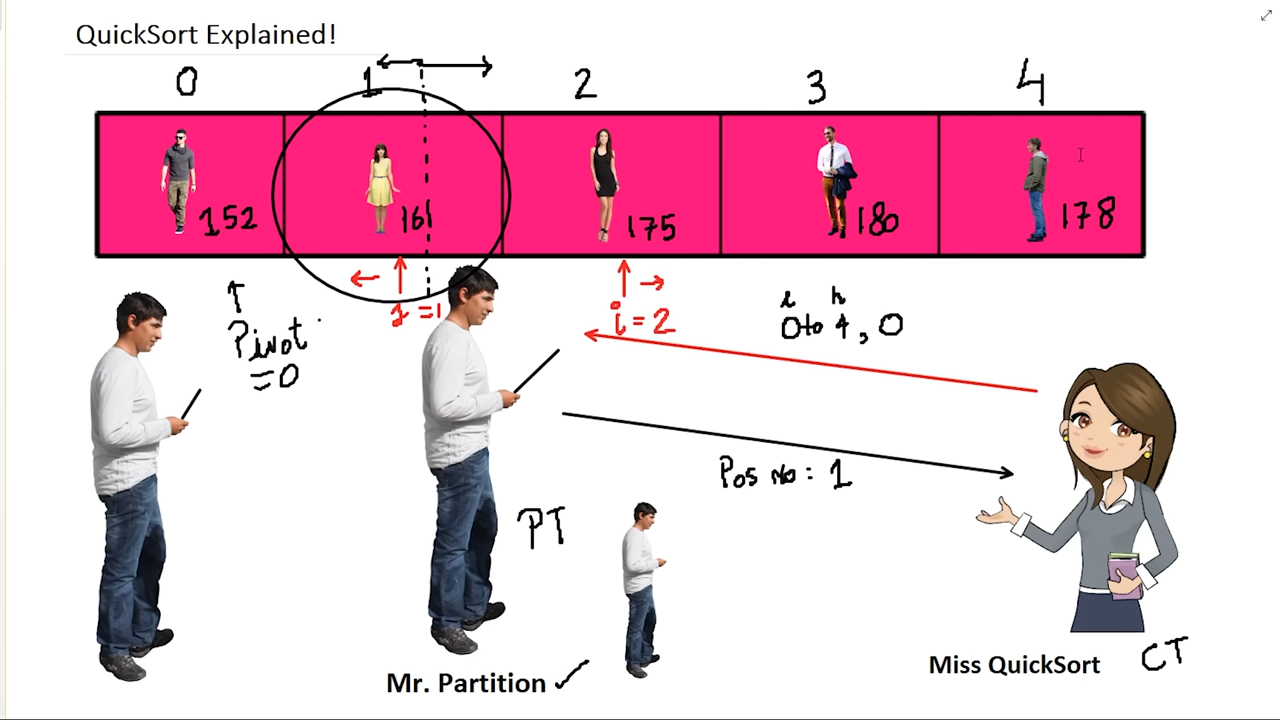 QuickSort Explained!
0 1 2 3 4
152 161 175 180 178
Pivot
=0
j =1
i = 2
l h
0 to 4, 0
Pos No: 1
PT
Mr. Partition
Miss QuickSort
CT